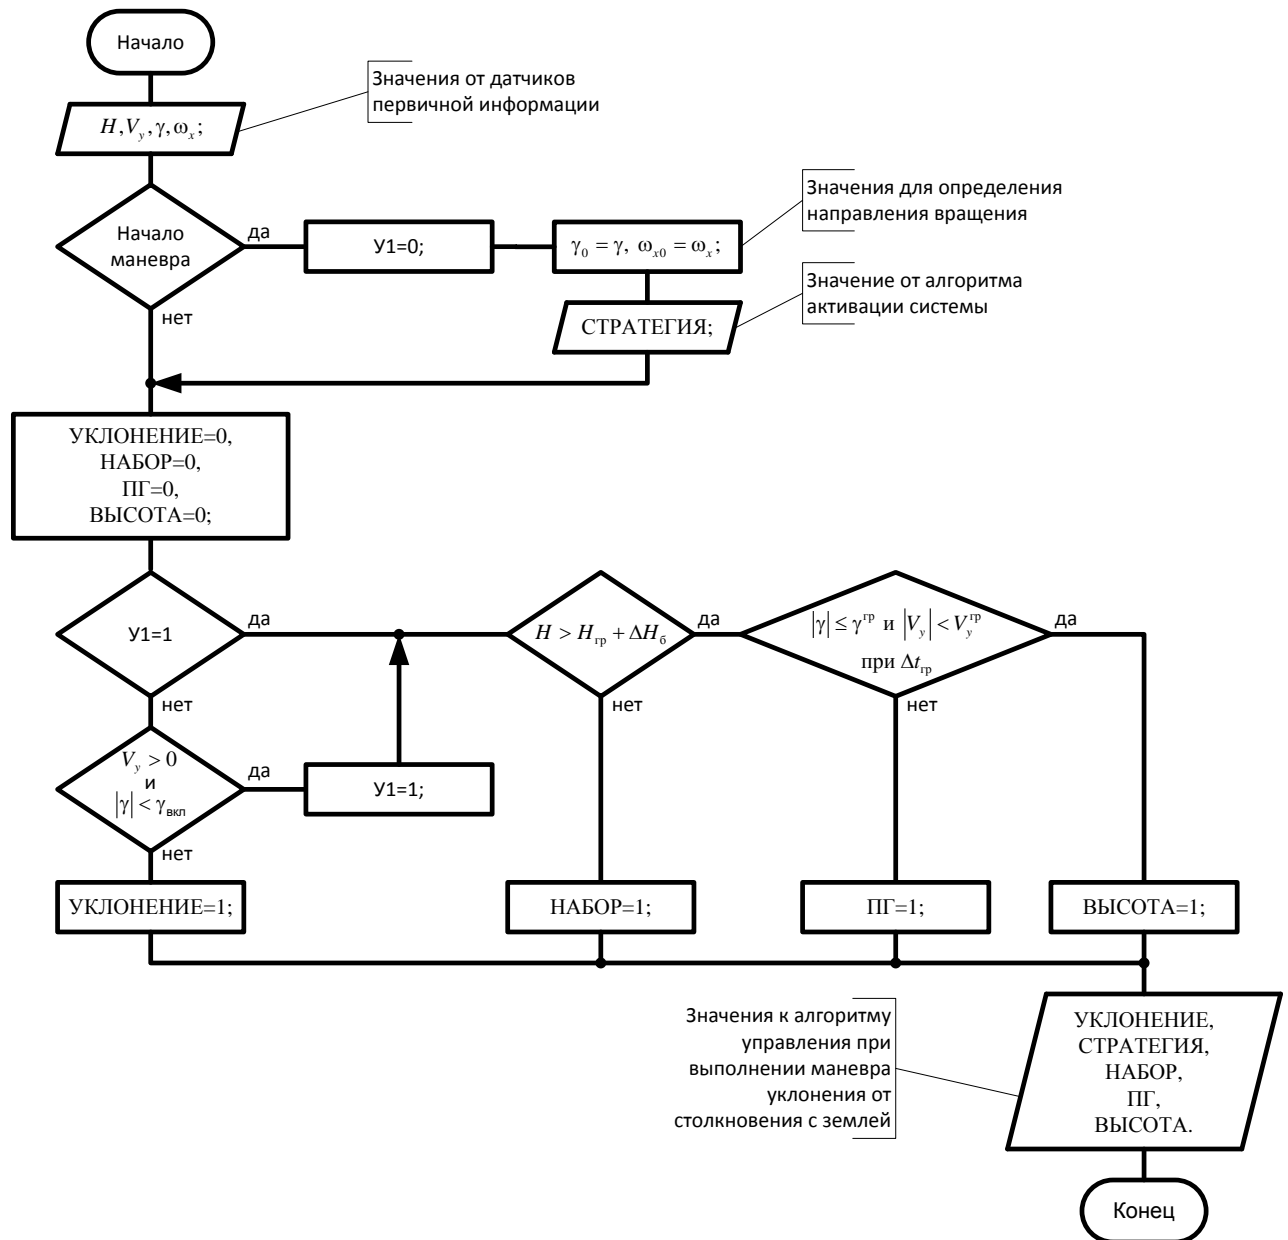 Начало
Значения от датчиков
первичной информации
H, V_y, γ, ω_x;
Значения для определения
направления вращения
Начало
маневра
да
У1=0;
γ_0 = γ, ω_x0 = ω_x;
Значение от алгоритма
активации системы
нет
СТРАТЕГИЯ;
УКЛОНЕНИЕ=0,
НАБОР=0,
ПГ=0,
ВЫСОТА=0;
У1=1
да
H > H_гр + ΔH_б
да
|γ| ≤ γ^гр и |V_y| < V_y^гр
при Δt_гр
да
нет
нет
нет
V_y > 0
и
|γ| < γ_вкл
да
У1=1;
нет
УКЛОНЕНИЕ=1;
НАБОР=1;
ПГ=1;
ВЫСОТА=1;
Значения к алгоритму
управления при
выполнении маневра
уклонения от
столкновения с землей
УКЛОНЕНИЕ,
СТРАТЕГИЯ,
НАБОР,
ПГ,
ВЫСОТА.
Конец